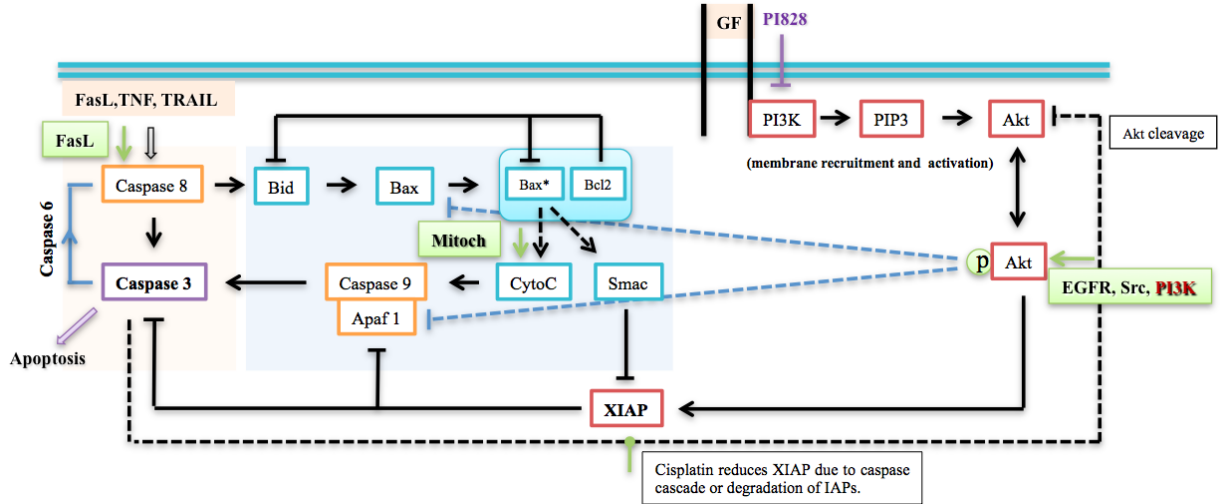 GF
PI828
FasL,TNF, TRAIL
FasL
PI3K
PIP3
Akt
Akt cleavage
(membrane recruitment and activation)
Caspase 8
Bid
Bax
Bax*
Bcl2
Caspase 6
Mitoch
p
Akt
EGFR, Src, PI3K
Caspase 3
Caspase 9
Apaf 1
CytoC
Smac
Apoptosis
XIAP
Cisplatin reduces XIAP due to caspase
cascade or degradation of IAPs.